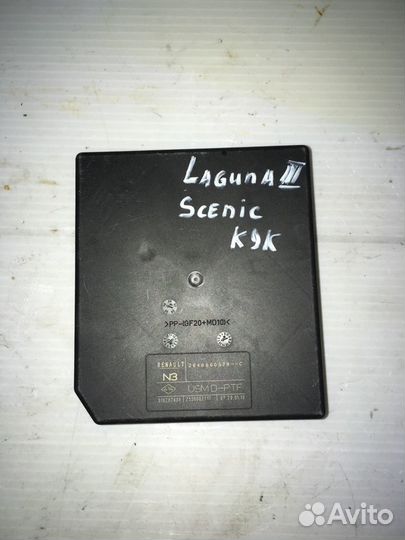 LAGUNA III
SCENIC
K9K
>PP-(GF20+MD10)<
RENAULT
N3
USM D-PTF
Avito